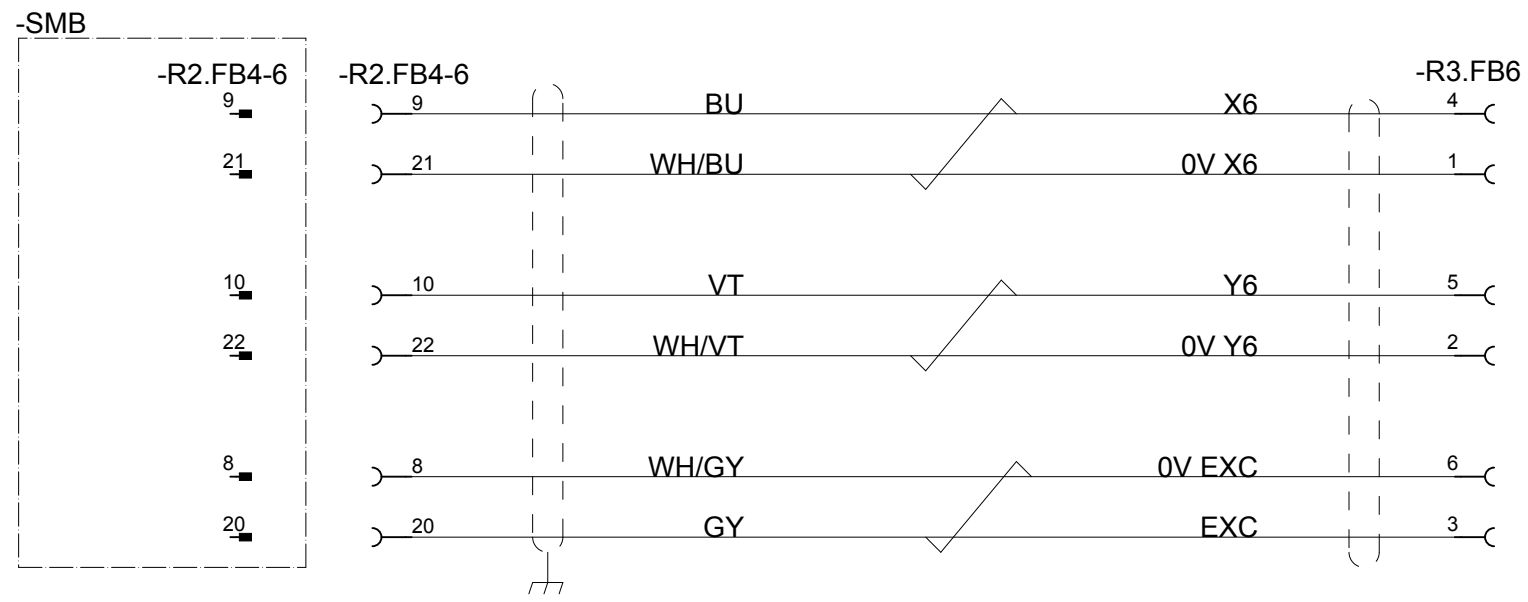 -SMB
-R2.FB4-6 -R2.FB4-6 -R3.FB6
9 9 BU X6 4
21 21 WH/BU 0V X6 1
10 10 VT Y6 5
22 22 WH/VT 0V Y6 2
8 8 WH/GY 0V EXC 6
20 20 GY EXC 3